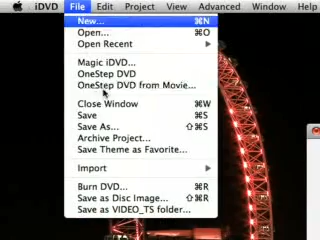 iDVD File Edit Project View Advanced Window
New... ⌘N
Open... ⌘O
Open Recent
Magic iDVD...
OneStep DVD
OneStep DVD from Movie...
Close Window ⌘W
Save ⌘S
Save As... ⇧⌘S
Archive Project...
Save Theme as Favorite...
Import
Burn DVD... ⌘R
Save as Disc Image... ⇧⌘R
Save as VIDEO_TS folder...